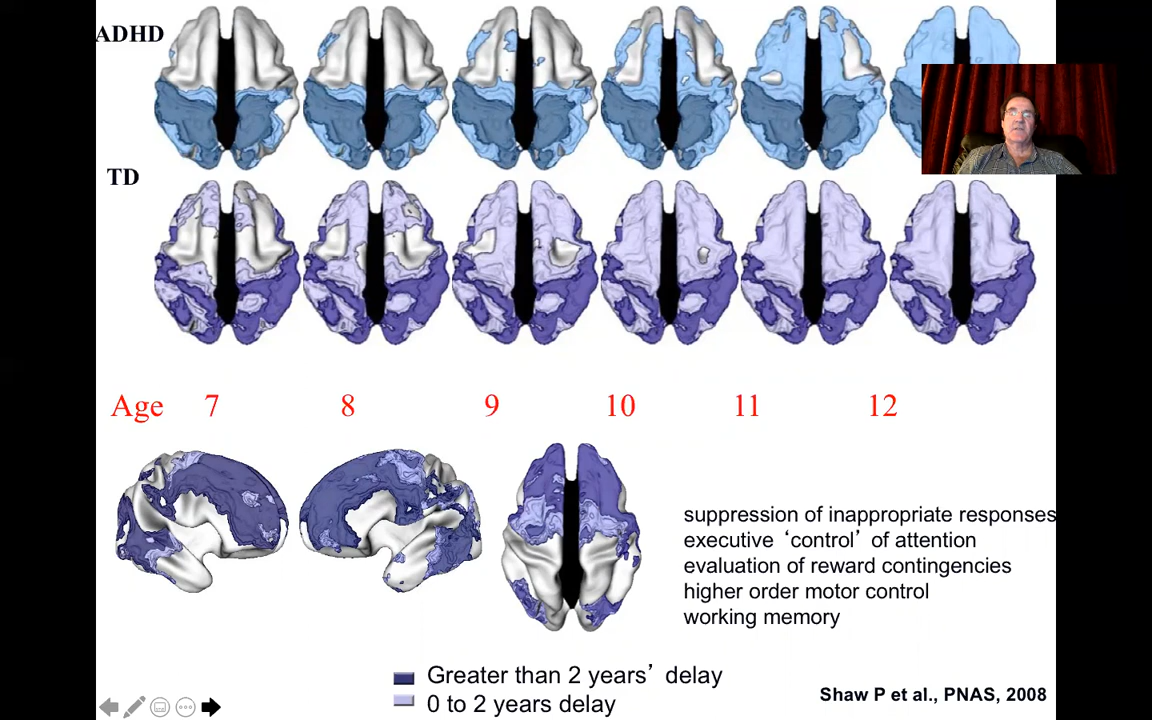 ADHD
TD
Age 7 8 9 10 11 12
suppression of inappropriate responses
executive ‘control’ of attention
evaluation of reward contingencies
higher order motor control
working memory
Greater than 2 years’ delay
0 to 2 years delay
Shaw P et al., PNAS, 2008